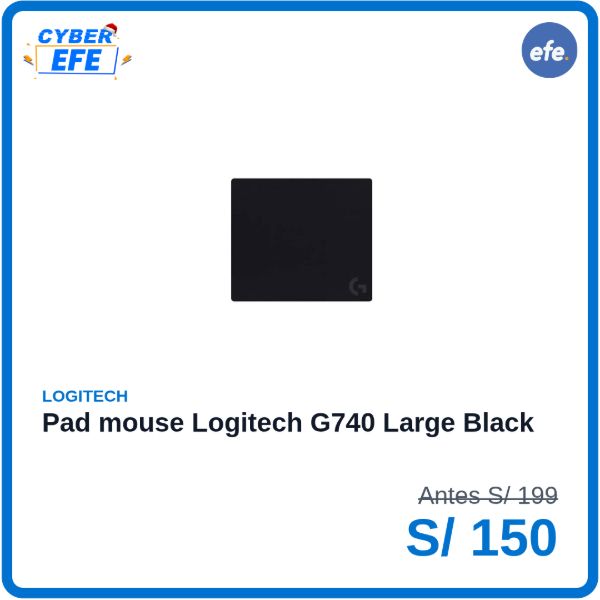 CYBER
EFE
efe.
LOGITECH
Pad mouse Logitech G740 Large Black
Antes S/ 199
S/ 150